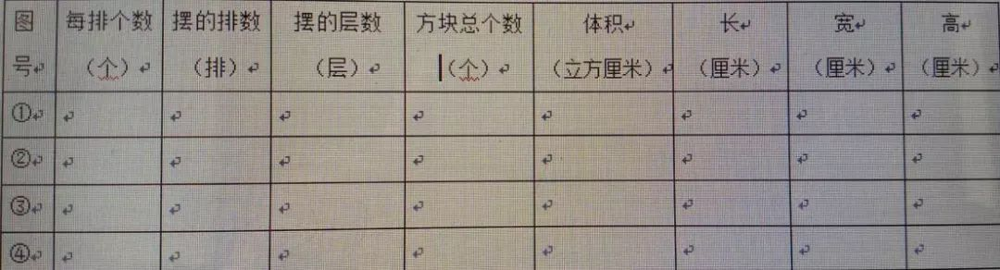 图 每排个数 摆的排数 摆的层数 方块总个数 体积 长 宽 高
号 （个） （排） （层） （个） （立方厘米） （厘米） （厘米） （厘米）
①
②
③
④